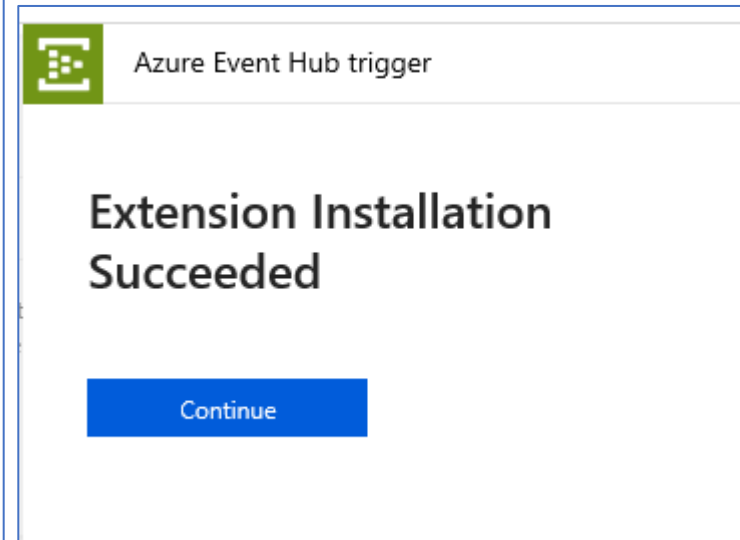 Azure Event Hub trigger
Extension Installation
Succeeded
Continue